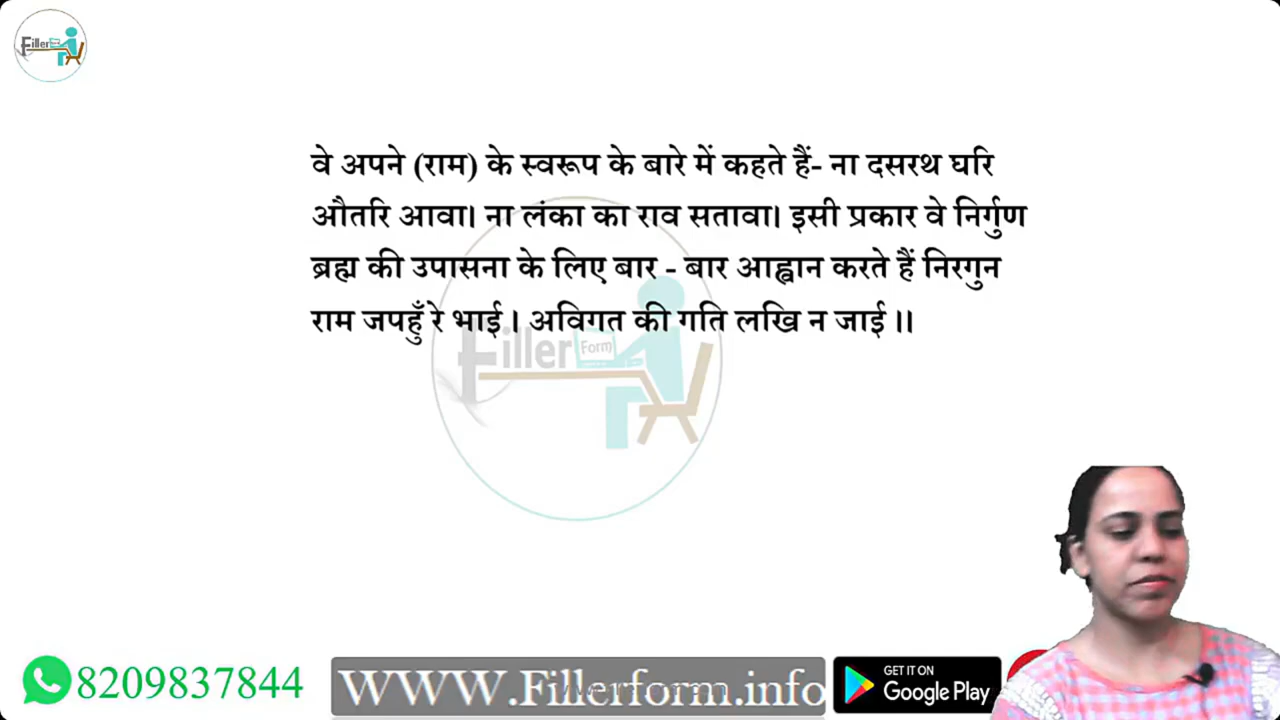 Filler
वे अपने (राम) के स्वरूप के बारे में कहते हैं- ना दसरथ घरि
औतरि आवा। ना लंका का राव सतावा। इसी प्रकार वे निर्गुण
ब्रह्म की उपासना के लिए बार - बार आह्वान करते हैं निरगुन
राम जपहुँ रे भाई । अविगत की गति लखि न जाई ।।
Filler Form
8209837844
WWW.Fillerform.info
GET IT ON
Google Play